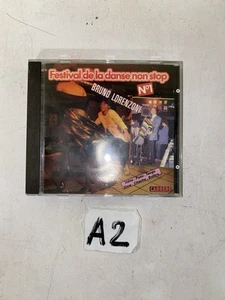 Festival de la danse non stop
N°1
BRUNO LORENZONI
A2